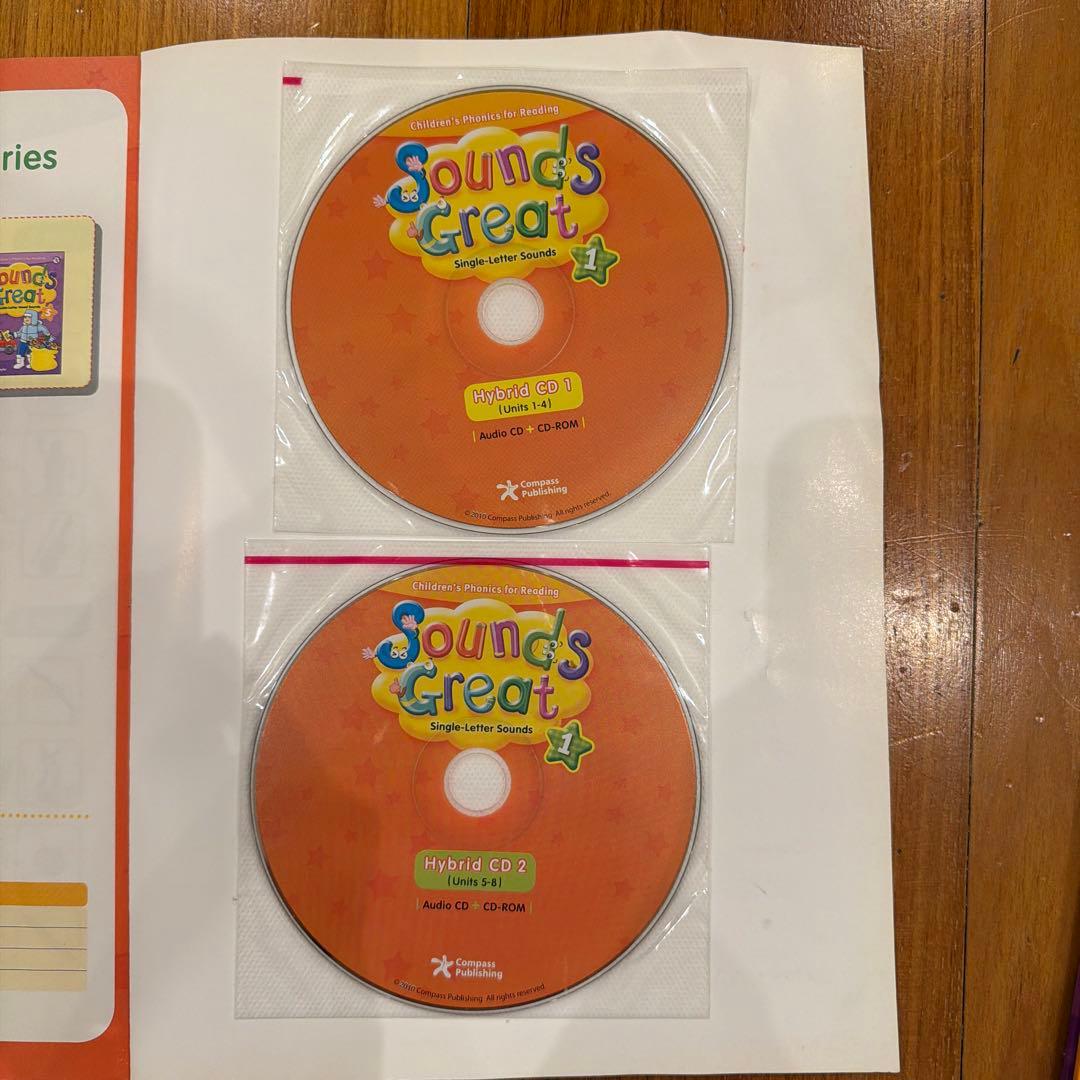 ries
ounds
Great
5
Children's Phonics for Reading
Sounds
Great
Single-Letter Sounds
1
Hybrid CD 1
(Units 1-4)
Audio CD + CD-ROM
Compass
Publishing
©2010 Compass Publishing. All rights reserved.
Children's Phonics for Reading
Sounds
Great
Single-Letter Sounds
1
Hybrid CD 2
(Units 5-8)
Audio CD + CD-ROM
Compass
Publishing
©2010 Compass Publishing. All rights reserved.